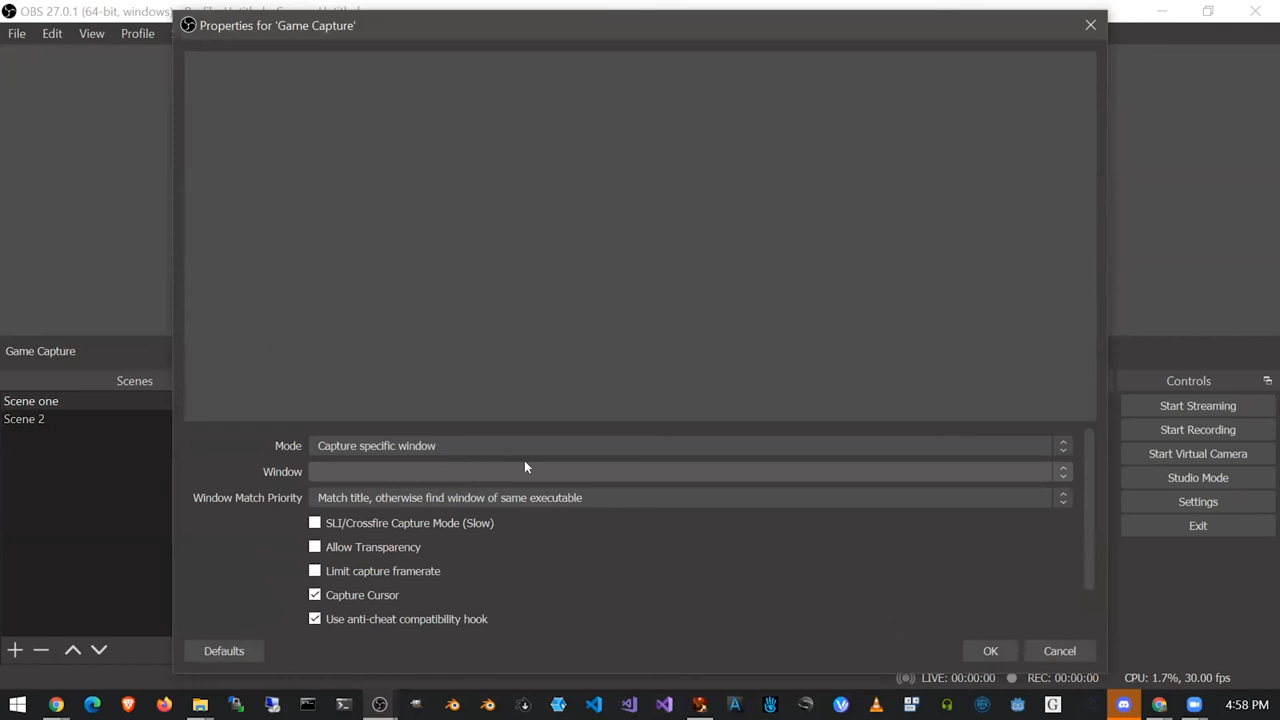 OBS 27.0.1 (64-bit, windows)
Properties for 'Game Capture'
File Edit View Profile
Game Capture
Scenes
Scene one
Scene 2
Mode Capture specific window
Window
Window Match Priority Match title, otherwise find window of same executable
SLI/Crossfire Capture Mode (Slow)
Allow Transparency
Limit capture framerate
Capture Cursor
Use anti-cheat compatibility hook
Defaults OK Cancel
Controls
Start Streaming
Start Recording
Start Virtual Camera
Studio Mode
Settings
Exit
LIVE: 00:00:00 REC: 00:00:00 CPU: 1.7%, 30.00 fps
4:58 PM